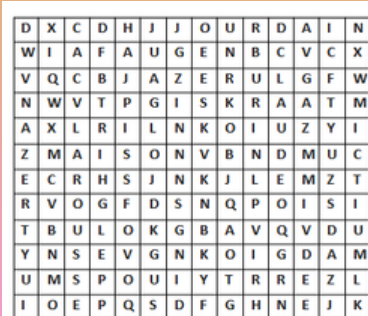 D X C D H J J O U R D A I N
W I A F A U G E N B C V C X
V Q C B J A Z E R U L G F W
N W V T P G I S K R A A T M
A X L R I L N K O I U Z Y I
Z M A I S O N V B N D M U C
E C R H S J N K J L E M Z T
R V O G F D S N Q P O I S I
T B U L O K G B A V Q V D U
Y N S E V G N K O I G D A M
U M S P O U I Y T R R E Z L
I O E P Q S D F G H N E J K